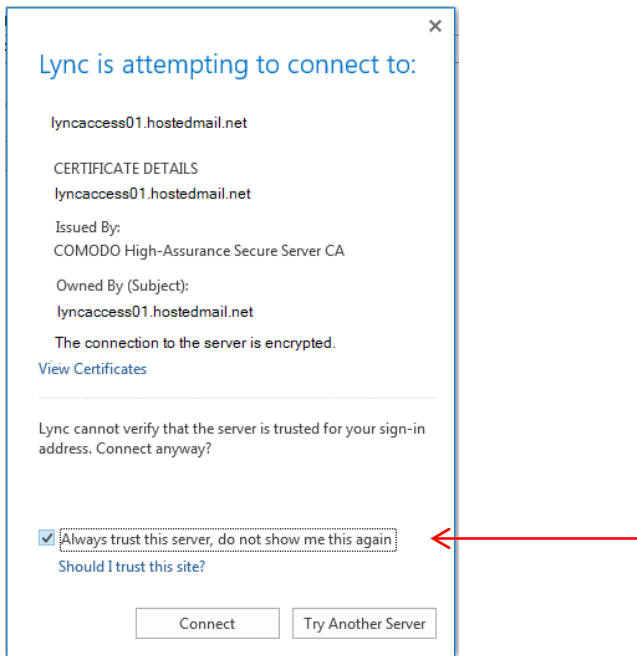 Lync is attempting to connect to:
lyncaccess01.hostedmail.net
CERTIFICATE DETAILS
lyncaccess01.hostedmail.net
Issued By:
COMODO High-Assurance Secure Server CA
Owned By (Subject):
lyncaccess01.hostedmail.net
The connection to the server is encrypted.
View Certificates
Lync cannot verify that the server is trusted for your sign-in
address. Connect anyway?
Always trust this server, do not show me this again
Should I trust this site?
Connect Try Another Server